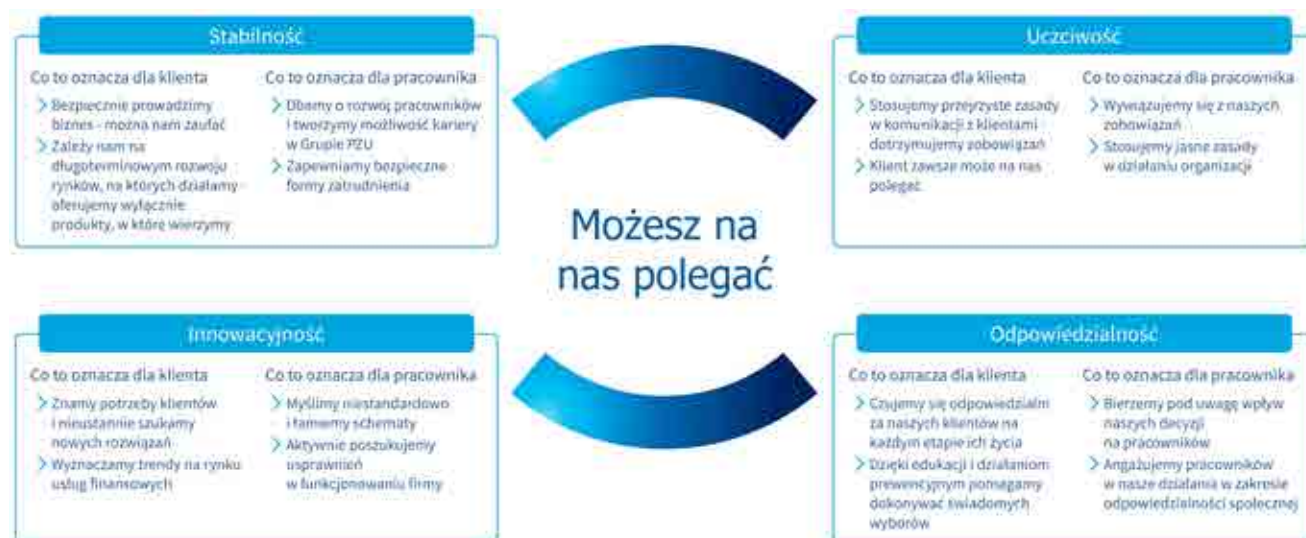 Stabilność
Co to oznacza dla klienta
Bezpiecznie prowadzimy
biznes - można nam zaufać
Zależy nam na
długoterminowym rozwoju
rynków, na których działamy
oferujemy wyłącznie
produkty, w które wierzymy
Co to oznacza dla pracownika
Dbamy o rozwój pracowników
i tworzymy możliwość kariery
w Grupie PZU
Zapewniamy bezpieczne
formy zatrudnienia
Uczciwość
Co to oznacza dla klienta
Stosujemy przejrzyste zasady
w komunikacji z klientami
dotrzymujemy zobowiązań
Klient zawsze może na nas
polegać
Co to oznacza dla pracownika
Wywiązujemy się z naszych
zobowiązań
Stosujemy jasne zasady
w działaniu organizacji
Możesz na
nas polegać
Innowacyjność
Co to oznacza dla klienta
Znamy potrzeby klientów
i nieustannie szukamy
nowych rozwiązań
Wyznaczamy trendy na rynku
usług finansowych
Co to oznacza dla pracownika
Myślimy niestandardowo
i łamiemy schematy
Aktywnie poszukujemy
usprawnień
w funkcjonowaniu firmy
Odpowiedzialność
Co to oznacza dla klienta
Czujemy się odpowiedzialni
za naszych klientów na
każdym etapie ich życia
Dzięki edukacji i działaniom
prewencyjnym pomagamy
dokonywać świadomych
wyborów
Co to oznacza dla pracownika
Bierzemy pod uwagę wpływ
naszych decyzji
na pracowników
Angażujemy pracowników
w nasze działania w zakresie
odpowiedzialności społecznej